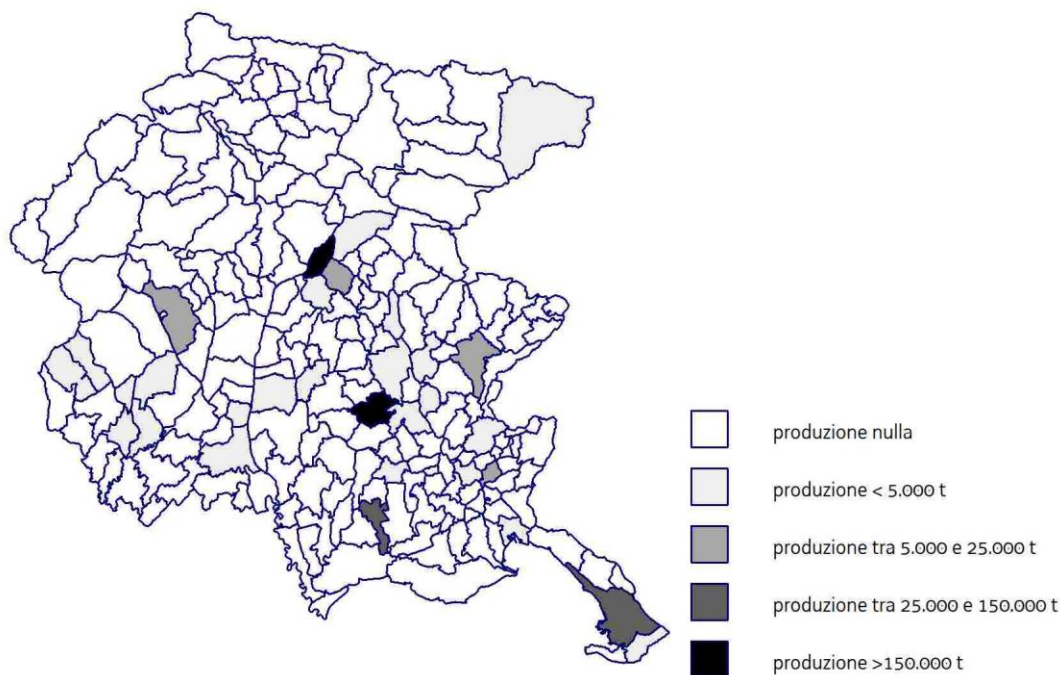 produzione nulla
produzione < 5.000 t
produzione tra 5.000 e 25.000 t
produzione tra 25.000 e 150.000 t
produzione >150.000 t